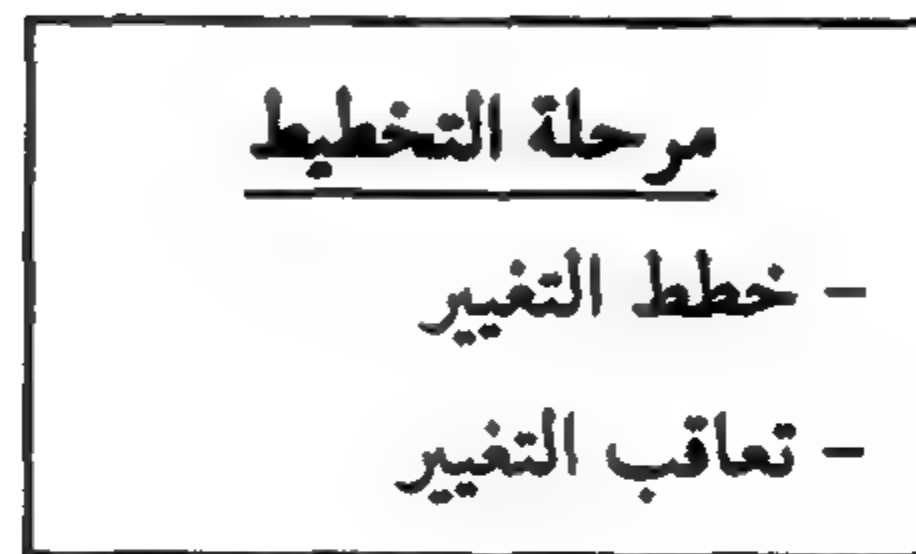 مرحلة التخطيط
- خطط التغيير
- تعاقب التغيير